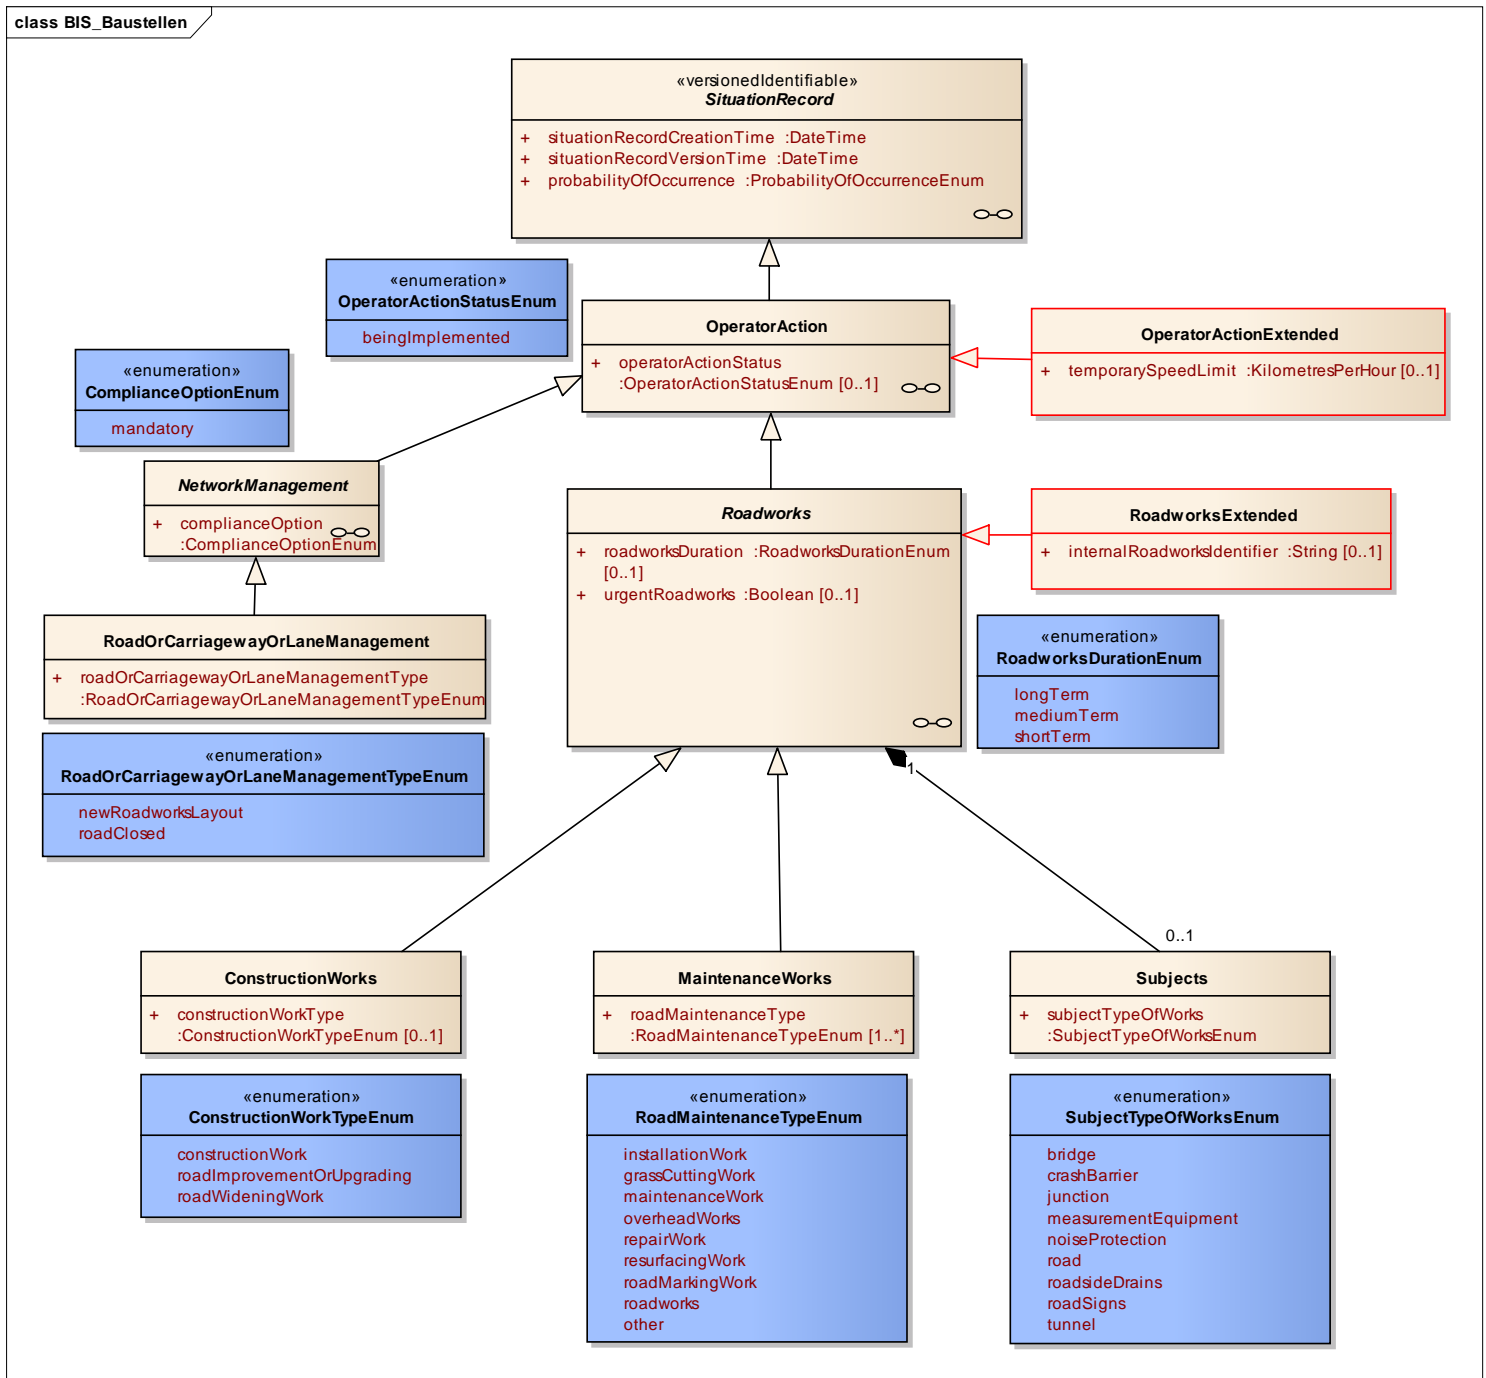 class BIS_Baustellen
«versionedIdentifiable»
SituationRecord
+ situationRecordCreationTime :DateTime
+ situationRecordVersionTime :DateTime
+ probabilityOfOccurrence :ProbabilityOfOccurrenceEnum
«enumeration»
OperatorActionStatusEnum
beingImplemented
OperatorAction
+ operatorActionStatus
:OperatorActionStatusEnum [0..1]
OperatorActionExtended
+ temporarySpeedLimit :KilometresPerHour [0..1]
«enumeration»
ComplianceOptionEnum
mandatory
NetworkManagement
+ complianceOption
:ComplianceOptionEnum
Roadworks
+ roadworksDuration :RoadworksDurationEnum
[0..1]
+ urgentRoadworks :Boolean [0..1]
RoadworksExtended
+ internalRoadworksIdentifier :String [0..1]
RoadOrCarriagewayOrLaneManagement
+ roadOrCarriagewayOrLaneManagementType
:RoadOrCarriagewayOrLaneManagementTypeEnum
«enumeration»
RoadworksDurationEnum
longTerm
mediumTerm
shortTerm
«enumeration»
RoadOrCarriagewayOrLaneManagementTypeEnum
newRoadworksLayout
roadClosed
1
0..1
ConstructionWorks
+ constructionWorkType
:ConstructionWorkTypeEnum [0..1]
MaintenanceWorks
+ roadMaintenanceType
:RoadMaintenanceTypeEnum [1..*]
Subjects
+ subjectTypeOfWorks
:SubjectTypeOfWorksEnum
«enumeration»
ConstructionWorkTypeEnum
constructionWork
roadImprovementOrUpgrading
roadWideningWork
«enumeration»
RoadMaintenanceTypeEnum
installationWork
grassCuttingWork
maintenanceWork
overheadWorks
repairWork
resurfacingWork
roadMarkingWork
roadworks
other
«enumeration»
SubjectTypeOfWorksEnum
bridge
crashBarrier
junction
measurementEquipment
noiseProtection
road
roadsideDrains
roadSigns
tunnel